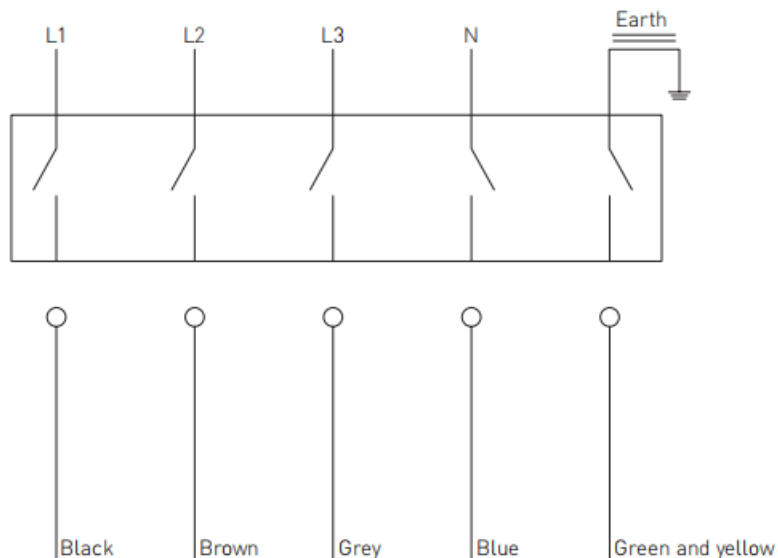 Earth
L1
L2
L3
N
Black
Brown
Grey
Blue
Green and yellow